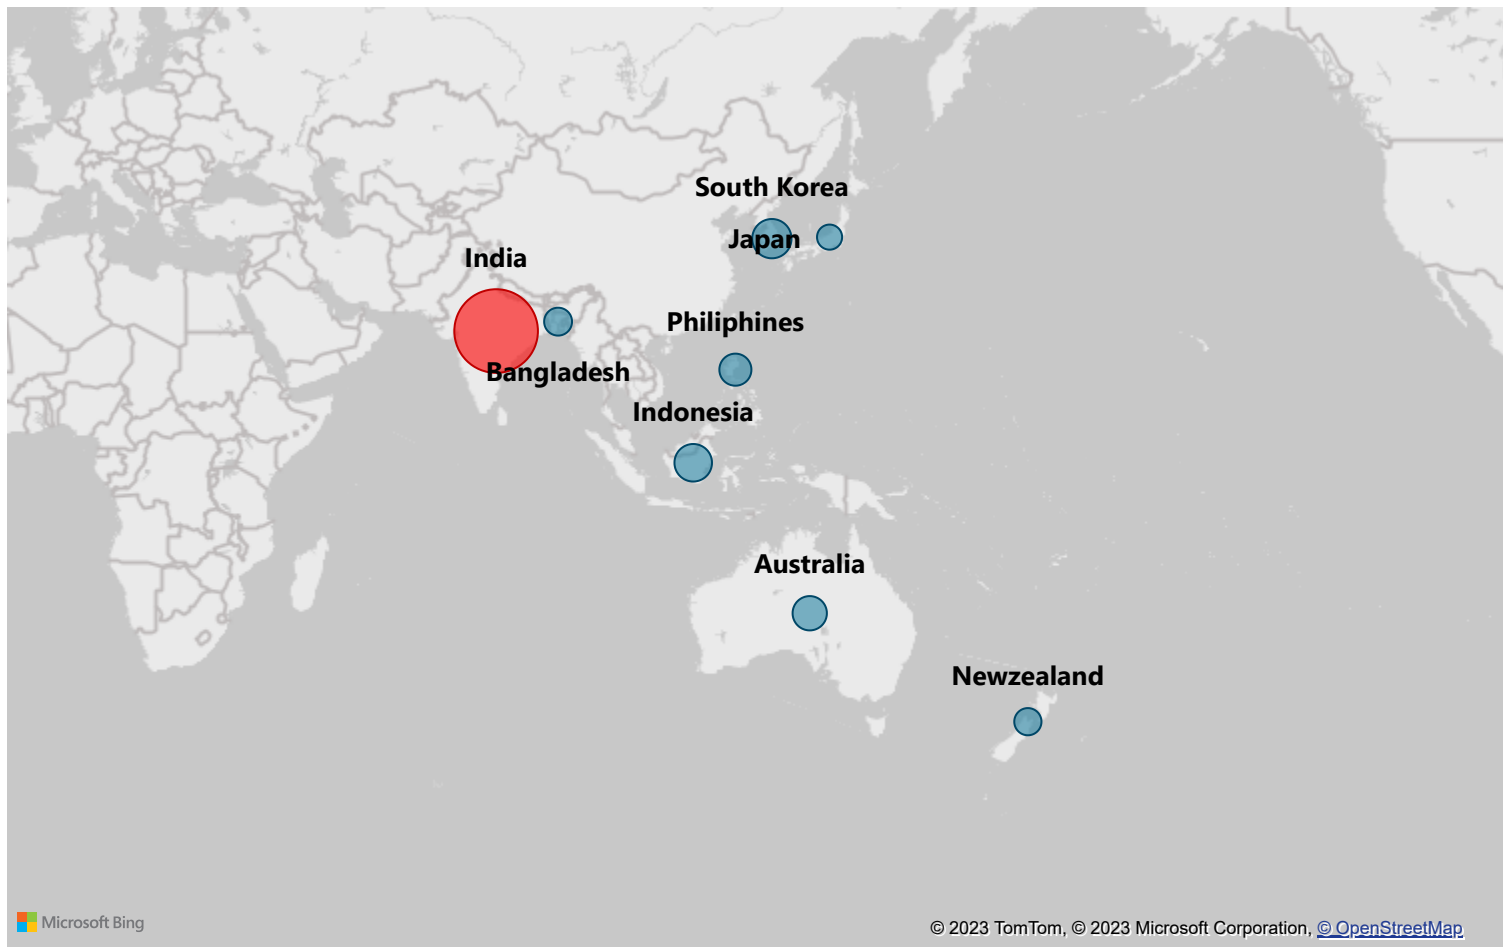 South Korea
Japan
India
Philiphines
Bangladesh
Indonesia
Australia
Newzealand
Microsoft Bing
© 2023 TomTom, © 2023 Microsoft Corporation, © OpenStreetMap